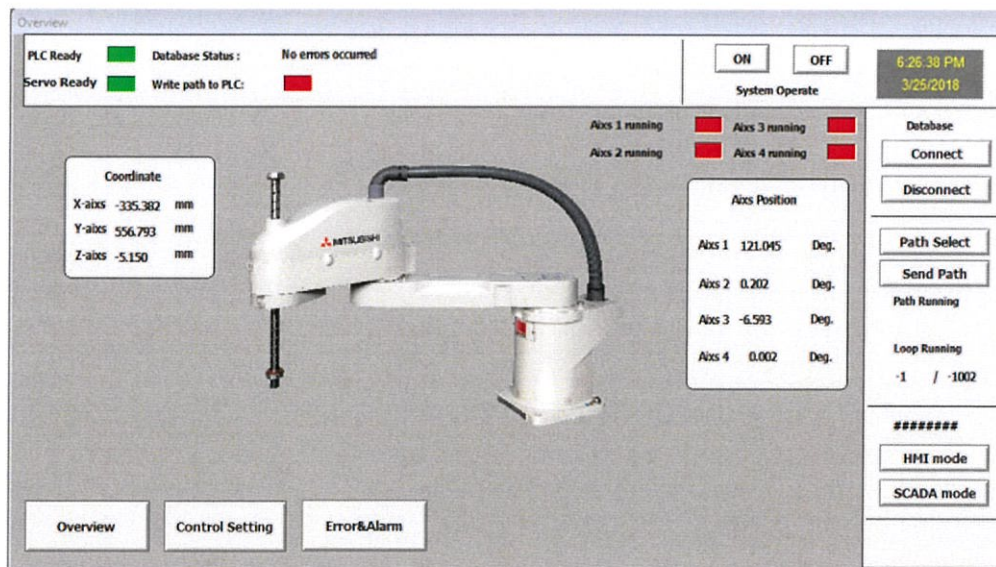 Overview
PLC Ready Database Status : No errors occurred
Servo Ready Write path to PLC:
ON OFF
System Operate
6:26:38 PM
3/25/2018
Aixs 1 running Aixs 3 running
Aixs 2 running Aixs 4 running
Coordinate
X-aixs -335.382 mm
Y-aixs 556.793 mm
Z-aixs -5.150 mm
MITSUBISHI
Aixs Position
Aixs 1 121.045 Deg.
Aixs 2 0.202 Deg.
Aixs 3 -6.593 Deg.
Aixs 4 0.002 Deg.
Database
Connect
Disconnect
Path Select
Send Path
Path Running
Loop Running
-1 / -1002
########
HMI mode
SCADA mode
Overview Control Setting Error&Alarm